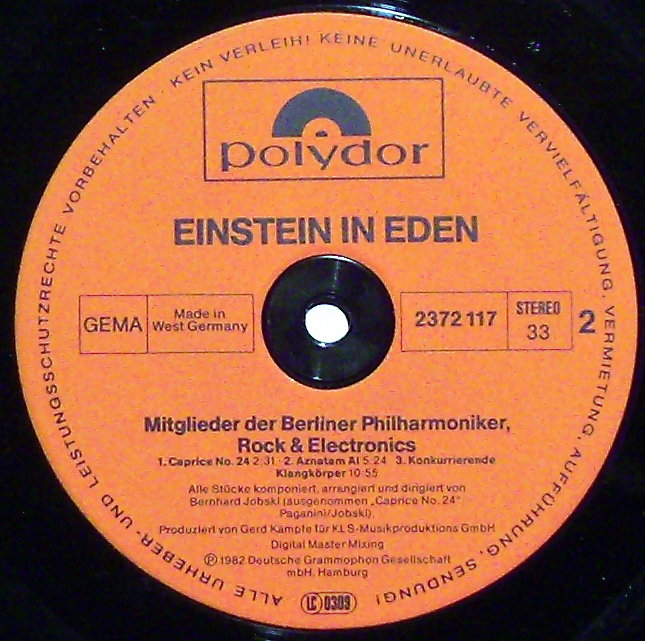 ALLE URHEBER- UND LEISTUNGSSCHUTZRECHTE VORBEHALTEN · KEIN VERLEIH! KEINE UNERLAUBTE VERVIELFÄLTIGUNG, VERMIETUNG, AUFFÜHRUNG, SENDUNG!
polydor
EINSTEIN IN EDEN
GEMA
Made in
West Germany
2372 117
STEREO
33
2
Mitglieder der Berliner Philharmoniker,
Rock & Electronics
1. Caprice No. 24 2:31 · 2. Aznatam Al 5:24 3. Konkurrierende
Klangkörper 10:55
Alle Stücke komponiert, arrangiert und dirigiert von
Bernhard Jobski (ausgenommen „Caprice No. 24"
Paganini/Jobski).
Produziert von Gerd Kämpfe für KLS-Musikproduktions GmbH
Digital Master Mixing
Ⓟ 1982 Deutsche Grammophon Gesellschaft
mbH, Hamburg
LC 0309